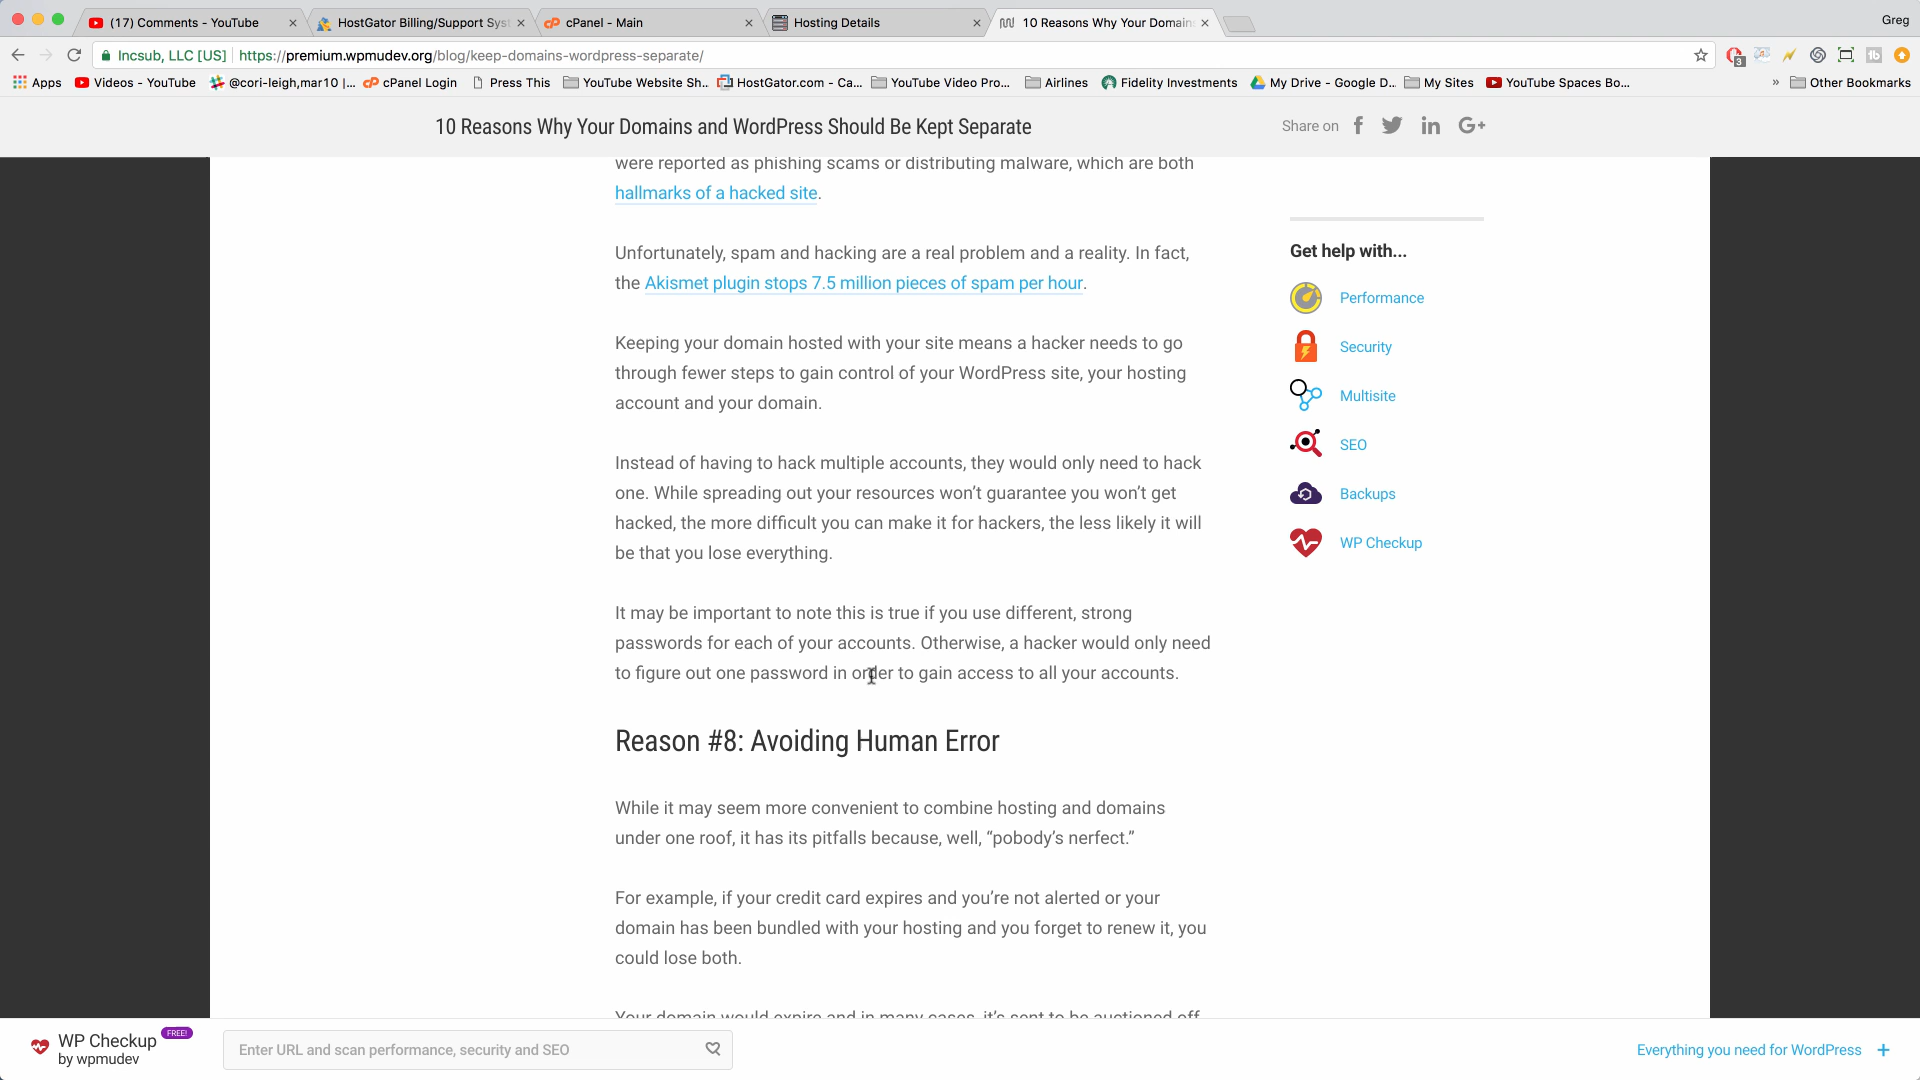 (17) Comments - YouTube
HostGator Billing/Support Sys
cPanel - Main
Hosting Details
10 Reasons Why Your Domain
Greg
Incsub, LLC [US]
https://premium.wpmudev.org/blog/keep-domains-wordpress-separate/
3
Apps
Videos - YouTube
@cori-leigh,mar10 |...
cPanel Login
Press This
YouTube Website Sh...
HostGator.com - Ca...
YouTube Video Pro...
Airlines
Fidelity Investments
My Drive - Google D...
My Sites
YouTube Spaces Bo...
»
Other Bookmarks
10 Reasons Why Your Domains and WordPress Should Be Kept Separate
Share on
were reported as phishing scams or distributing malware, which are both
hallmarks of a hacked site.
Unfortunately, spam and hacking are a real problem and a reality. In fact,
the Akismet plugin stops 7.5 million pieces of spam per hour.
Keeping your domain hosted with your site means a hacker needs to go
through fewer steps to gain control of your WordPress site, your hosting
account and your domain.
Instead of having to hack multiple accounts, they would only need to hack
one. While spreading out your resources won’t guarantee you won’t get
hacked, the more difficult you can make it for hackers, the less likely it will
be that you lose everything.
It may be important to note this is true if you use different, strong
passwords for each of your accounts. Otherwise, a hacker would only need
to figure out one password in order to gain access to all your accounts.
Reason #8: Avoiding Human Error
While it may seem more convenient to combine hosting and domains
under one roof, it has its pitfalls because, well, “pobody’s nerfect.”
For example, if your credit card expires and you’re not alerted or your
domain has been bundled with your hosting and you forget to renew it, you
could lose both.
Your domain would expire and in many cases, it’s sent to be auctioned off
Get help with...
Performance
Security
Multisite
SEO
Backups
WP Checkup
WP Checkup
FREE!
by wpmudev
Enter URL and scan performance, security and SEO
Everything you need for WordPress +